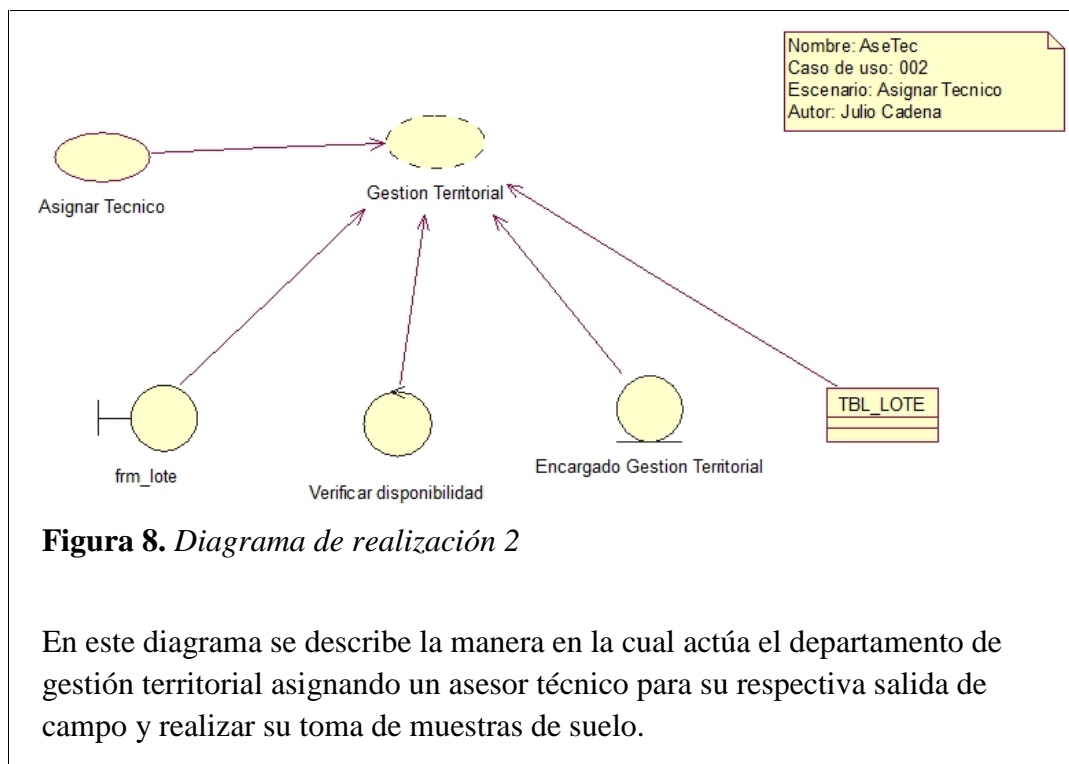 Nombre: AseTec
Caso de uso: 002
Escenario: Asignar Tecnico
Autor: Julio Cadena
Asignar Tecnico
Gestion Territorial
frm_lote
Verificar disponibilidad
Encargado Gestion Territorial
TBL_LOTE
Figura 8. Diagrama de realización 2
En este diagrama se describe la manera en la cual actúa el departamento de
gestión territorial asignando un asesor técnico para su respectiva salida de
campo y realizar su toma de muestras de suelo.